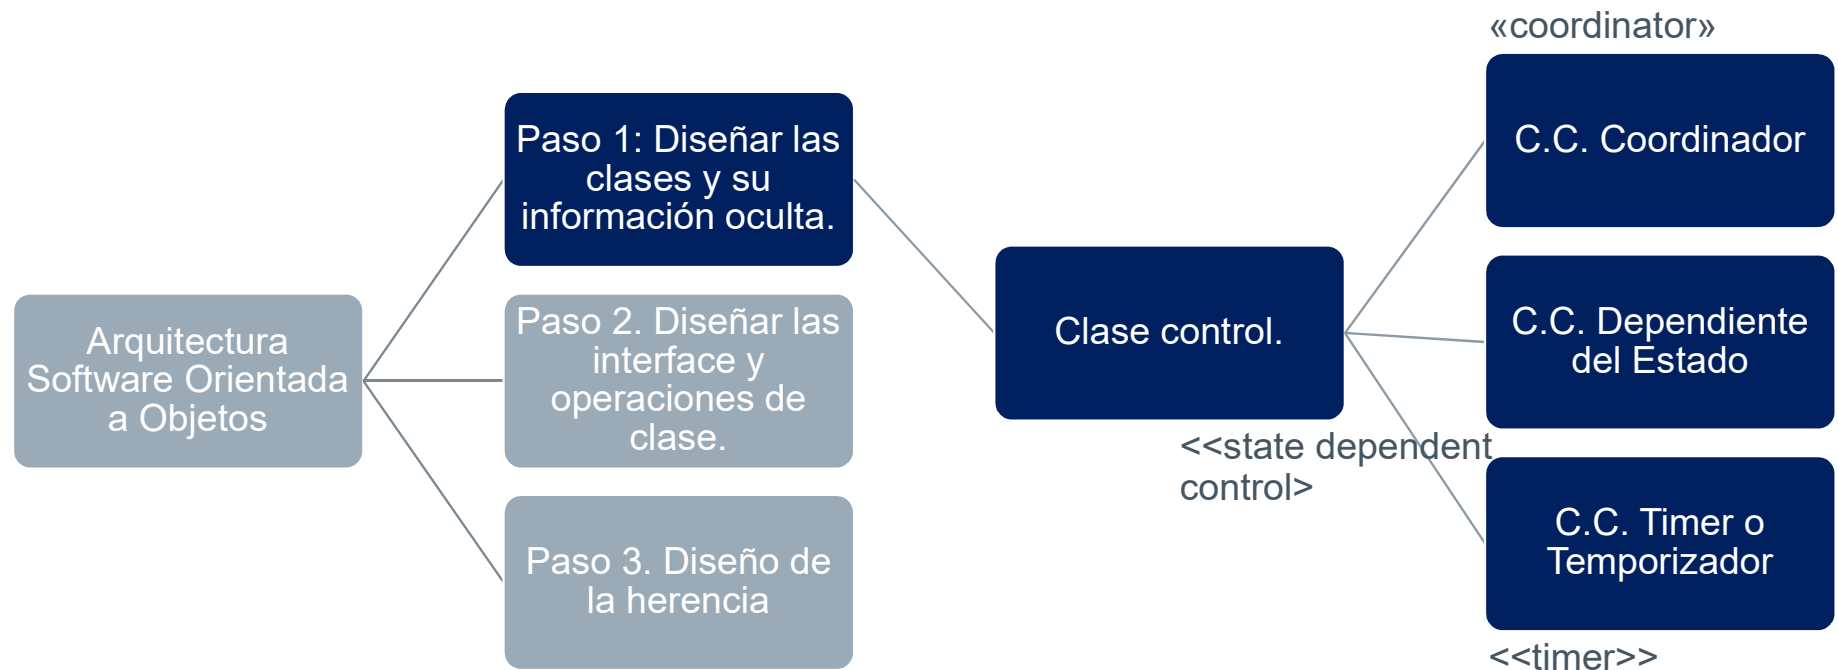 Arquitectura
Software Orientada
a Objetos
Paso 1: Diseñar las
clases y su
información oculta.
Paso 2. Diseñar las
interface y
operaciones de
clase.
Paso 3. Diseño de
la herencia
Clase control.
<<state dependent
control>
«coordinator»
C.C. Coordinador
C.C. Dependiente
del Estado
C.C. Timer o
Temporizador
<<timer>>